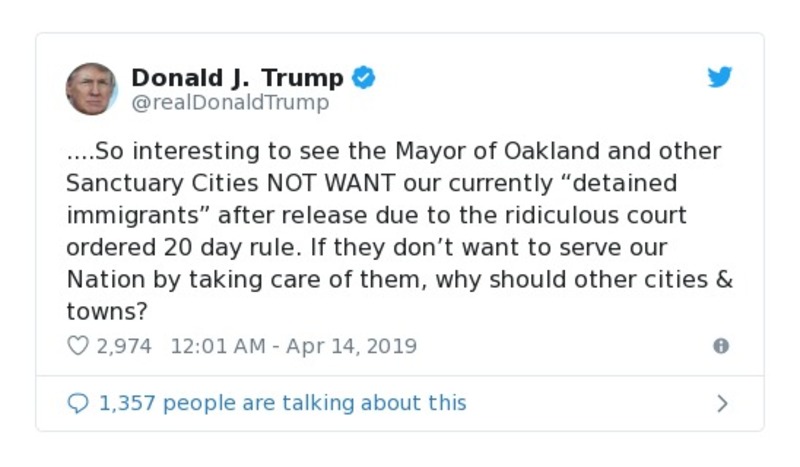 Donald J. Trump
@realDonaldTrump
....So interesting to see the Mayor of Oakland and other
Sanctuary Cities NOT WANT our currently “detained
immigrants” after release due to the ridiculous court
ordered 20 day rule. If they don’t want to serve our
Nation by taking care of them, why should other cities &
towns?
2,974 12:01 AM - Apr 14, 2019
1,357 people are talking about this